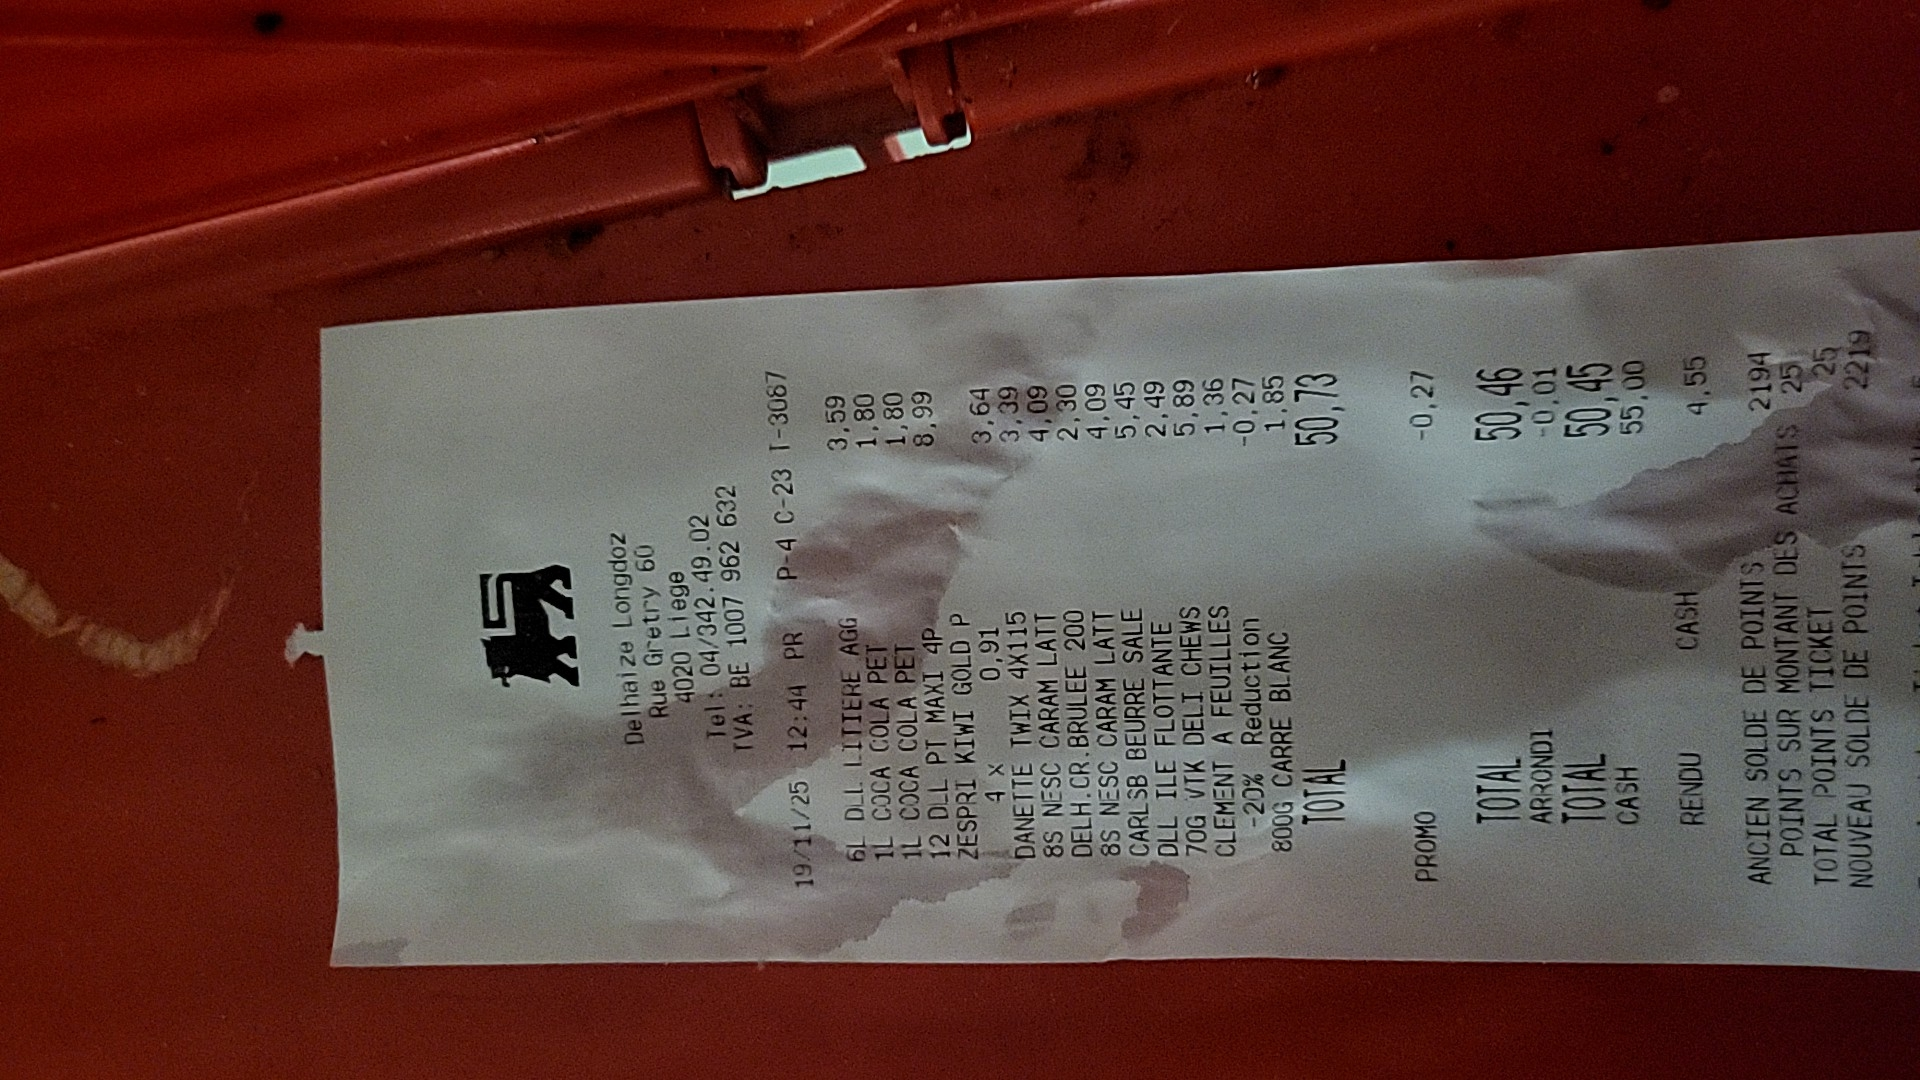 Delhaize Longdoz
Rue Gretry 60
4020 Liege
Tel: 04/342.49.02
TVA: BE 1007 962 632
19/11/25 12:44 PR P-4 C-23 T-3087
6L DLL LITIERE AGG 3,59
1L COCA COLA PET 1,80
1L COCA COLA PET 1,80
12 DLL PT MAXI 4P 8,99
ZESPRI KIWI GOLD P
4 x 0,91 3,64
DANETTE TWIX 4X115 3,39
8S NESC CARAM LATT 4,09
DELH.CR.BRULEE 200 2,30
8S NESC CARAM LATT 4,09
CARLSB BEURRE SALE 5,45
DLL ILE FLOTTANTE 2,49
70G VTK DELI CHEWS 5,89
CLEMENT A FEUILLES 1,36
-20% Reduction -0,27
800G CARRE BLANC 1,85
TOTAL 50,73
PROMO -0,27
TOTAL 50,46
ARRONDI -0,01
TOTAL 50,45
CASH 55,00
RENDU CASH 4,55
ANCIEN SOLDE DE POINTS 2194
POINTS SUR MONTANT DES ACHATS 25
TOTAL POINTS TICKET 25
NOUVEAU SOLDE DE POINTS 2219